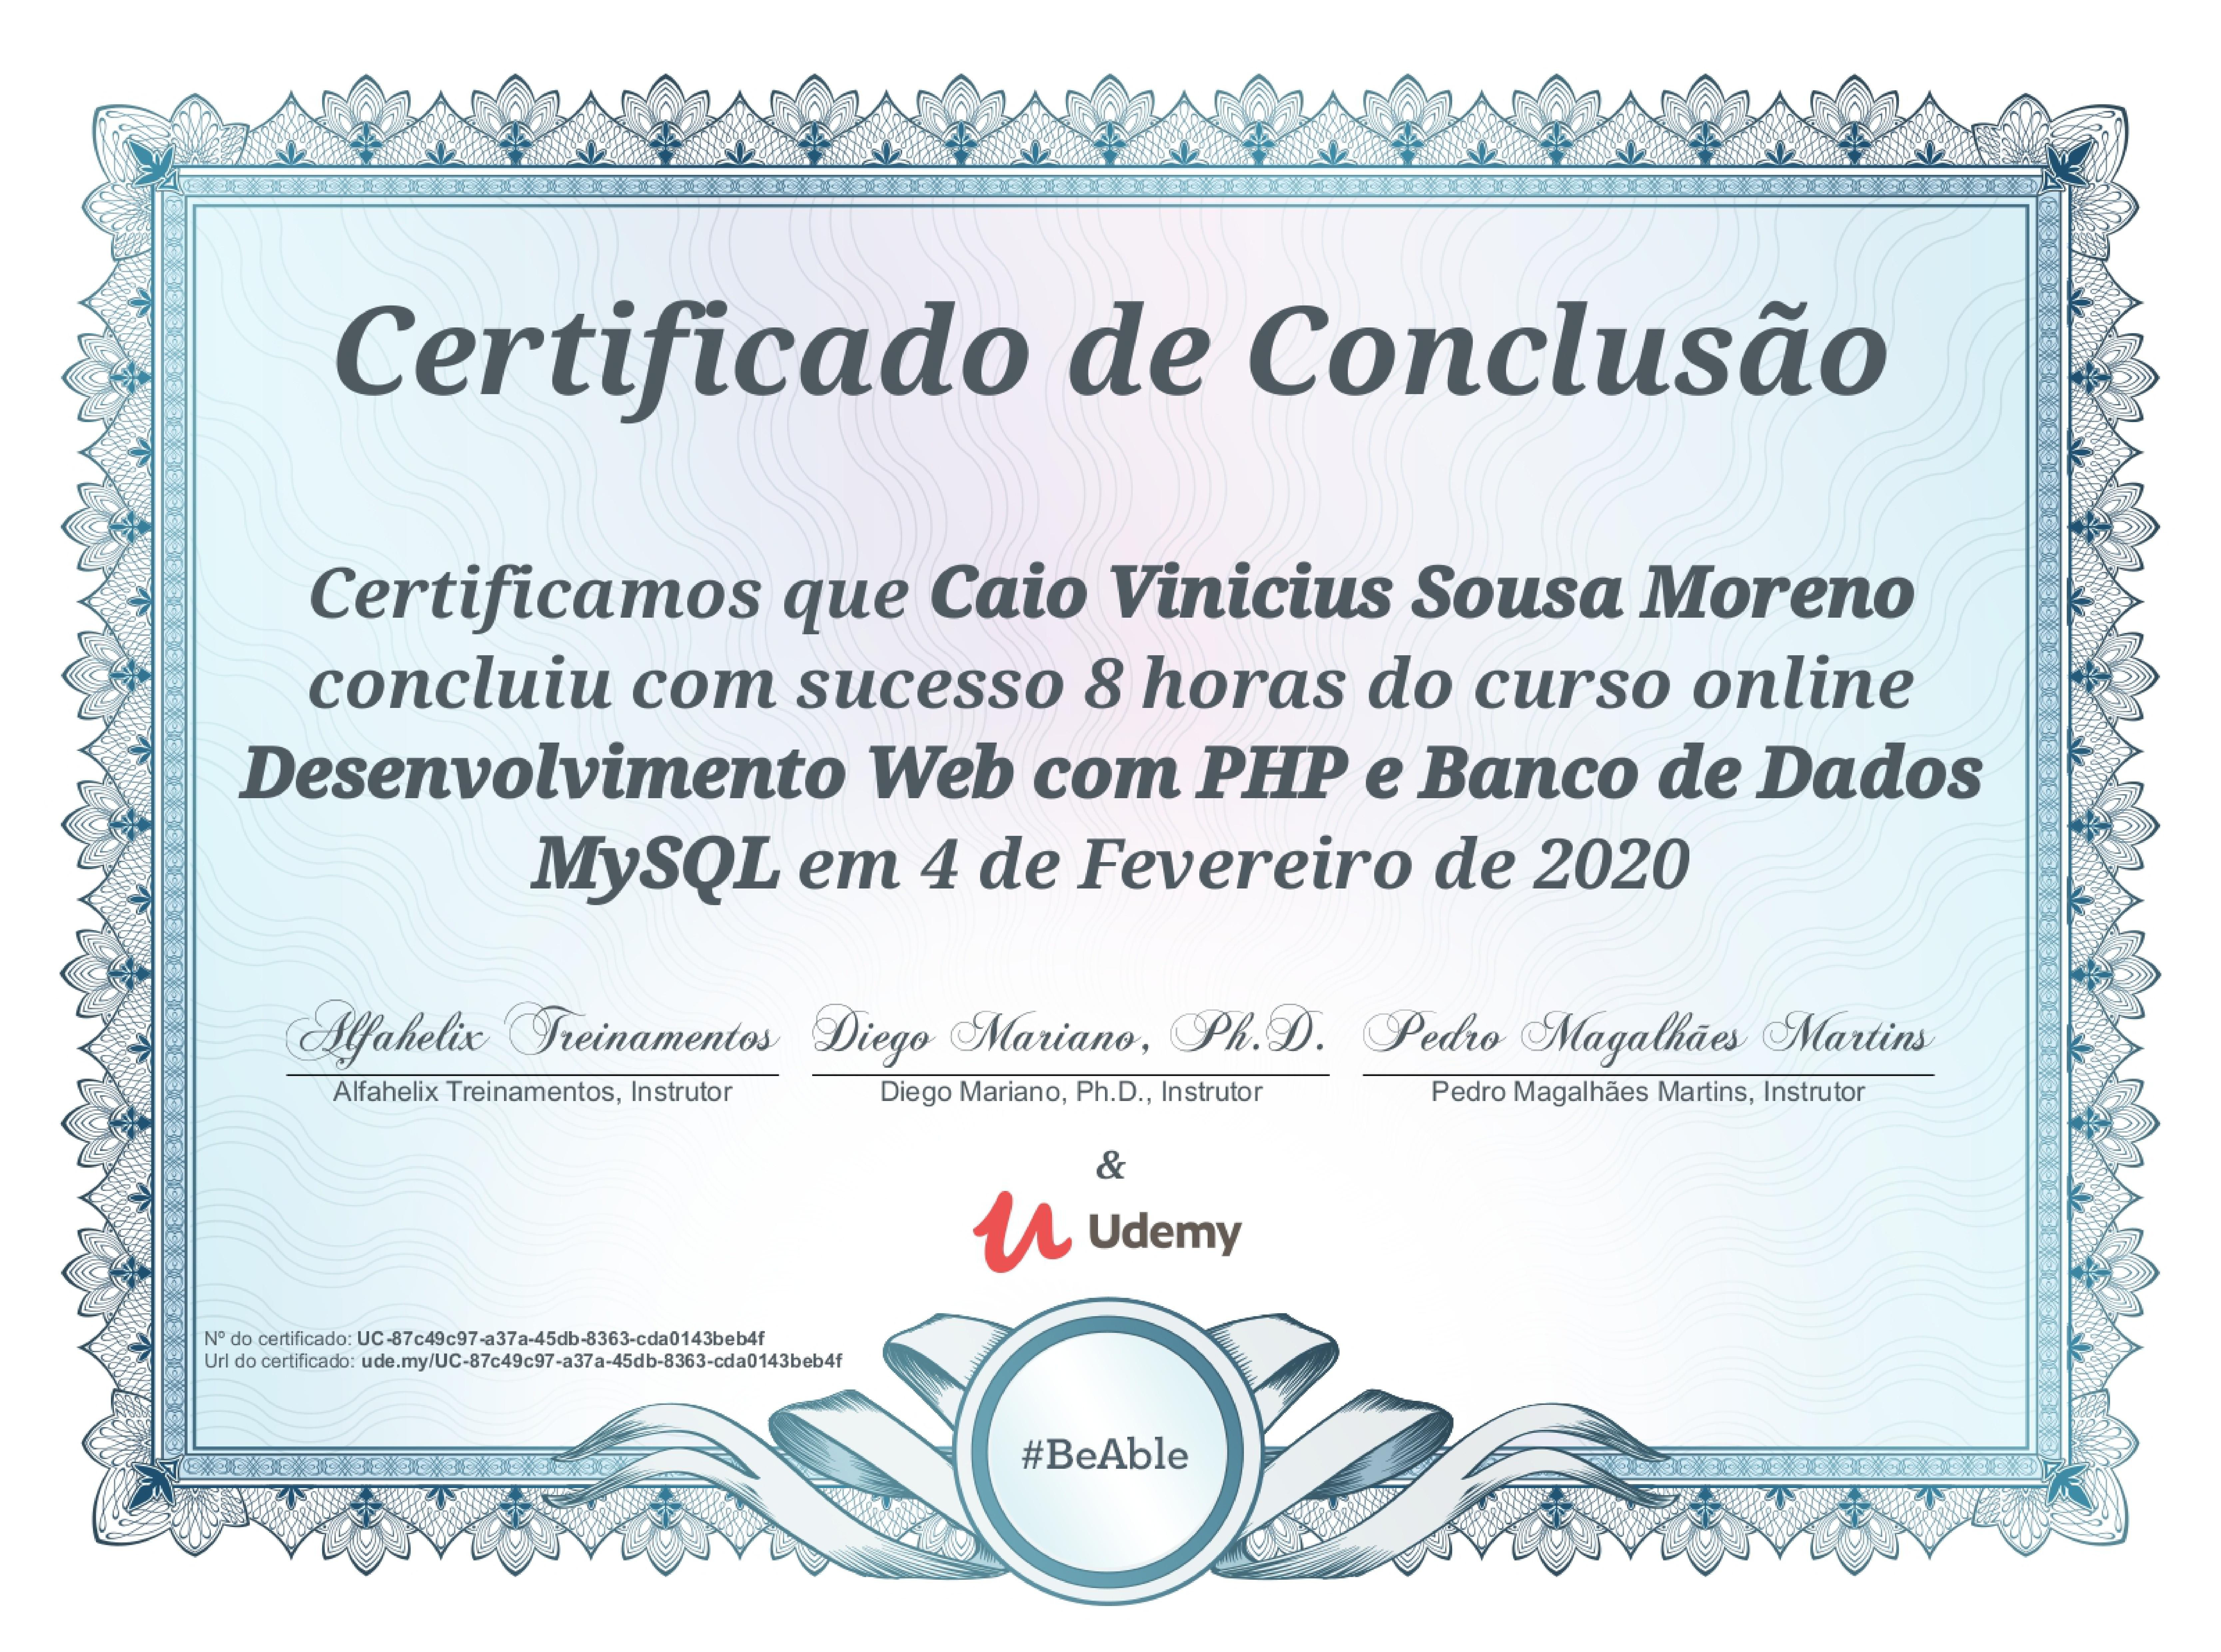 Certificado de Conclusão
Certificamos que Caio Vinicius Sousa Moreno
concluiu com sucesso 8 horas do curso online
Desenvolvimento Web com PHP e Banco de Dados
MySQL em 4 de Fevereiro de 2020
Alfahelix Treinamentos Diego Mariano, Ph.D. Pedro Magalhães Martins
Alfahelix Treinamentos, Instrutor Diego Mariano, Ph.D., Instrutor Pedro Magalhães Martins, Instrutor
&
Udemy
Nº do certificado: UC-87c49c97-a37a-45db-8363-cda0143beb4f
Url do certificado: ude.my/UC-87c49c97-a37a-45db-8363-cda0143beb4f
#BeAble